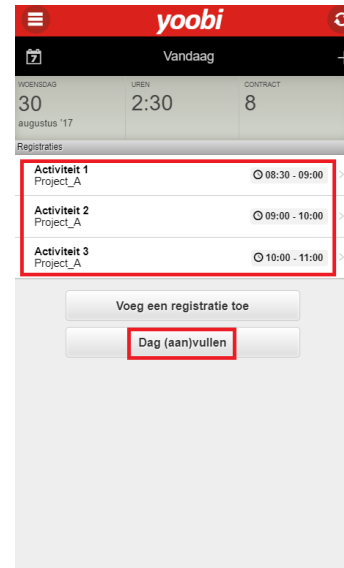 yoobi
7
Vandaag
WOENSDAG UREN CONTRACT
30 2:30 8
augustus '17
Registraties
Activiteit 1
Project_A 08:30 - 09:00
Activiteit 2
Project_A 09:00 - 10:00
Activiteit 3
Project_A 10:00 - 11:00
Voeg een registratie toe
Dag (aan)vullen